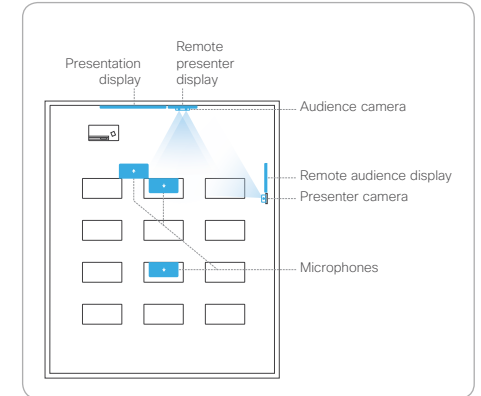 Presentation
display
Remote
presenter
display
Audience camera
Remote audience display
Presenter camera
Microphones